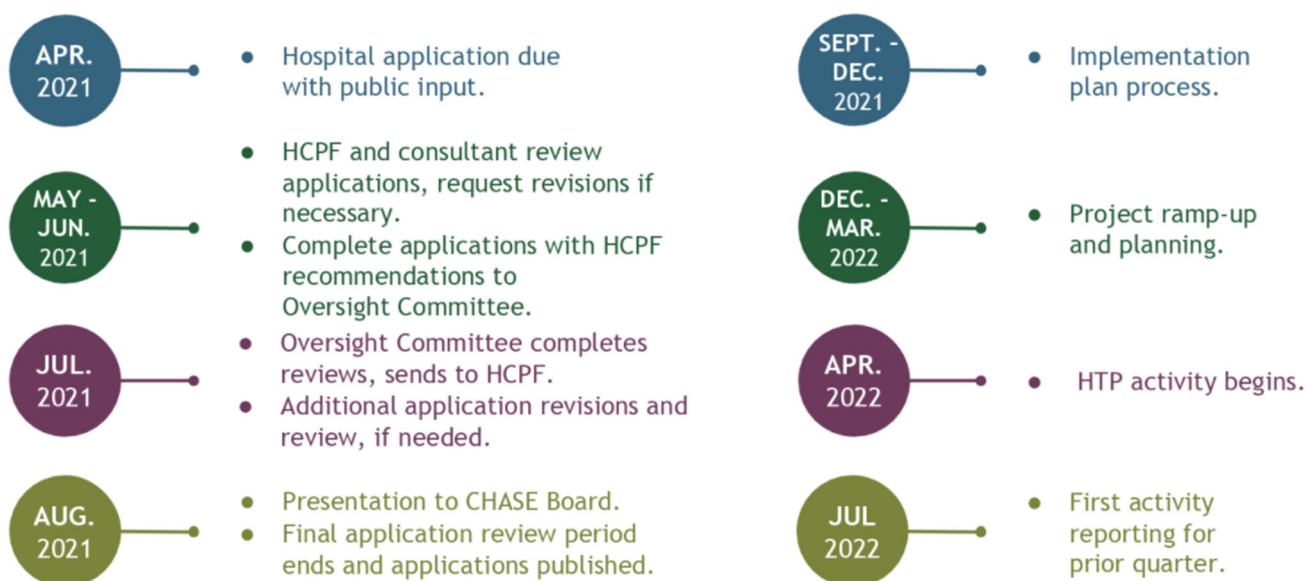 APR.
2021
• Hospital application due
with public input.
MAY -
JUN.
2021
• HCPF and consultant review
applications, request revisions if
necessary.
• Complete applications with HCPF
recommendations to
Oversight Committee.
JUL.
2021
• Oversight Committee completes
reviews, sends to HCPF.
• Additional application revisions and
review, if needed.
AUG.
2021
• Presentation to CHASE Board.
• Final application review period
ends and applications published.
SEPT. -
DEC.
2021
• Implementation
plan process.
DEC. -
MAR.
2022
• Project ramp-up
and planning.
APR.
2022
• HTP activity begins.
JUL
2022
• First activity
reporting for
prior quarter.